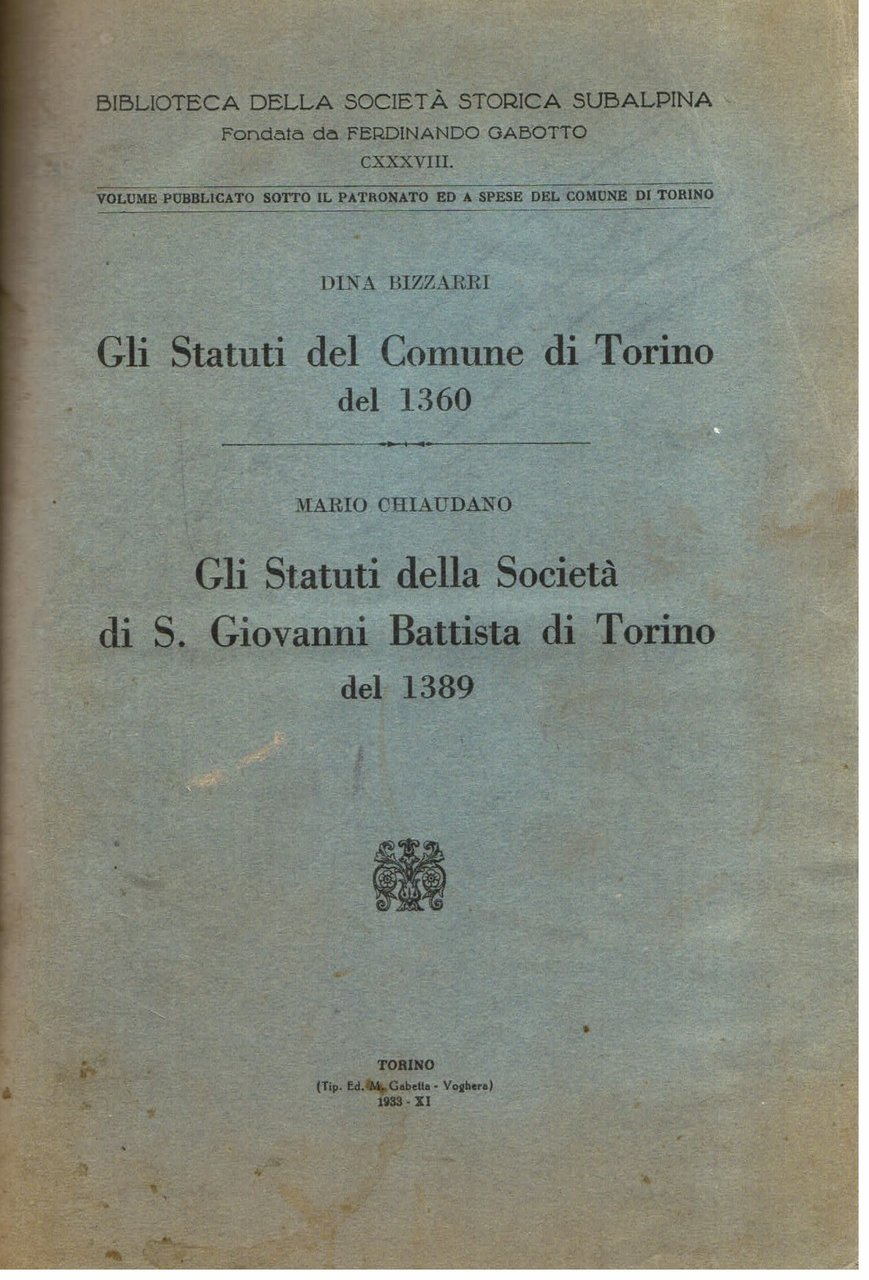 BIBLIOTECA DELLA SOCIETÀ STORICA SUBALPINA
Fondata da FERDINANDO GABOTTO
CXXXVIII.
VOLUME PUBBLICATO SOTTO IL PATRONATO ED A SPESE DEL COMUNE DI TORINO
DINA BIZZARRI
Gli Statuti del Comune di Torino
del 1360
MARIO CHIAUDANO
Gli Statuti della Società
di S. Giovanni Battista di Torino
del 1389
TORINO
(Tip. Ed. M. Gabetta - Voghera)
1933 - XI